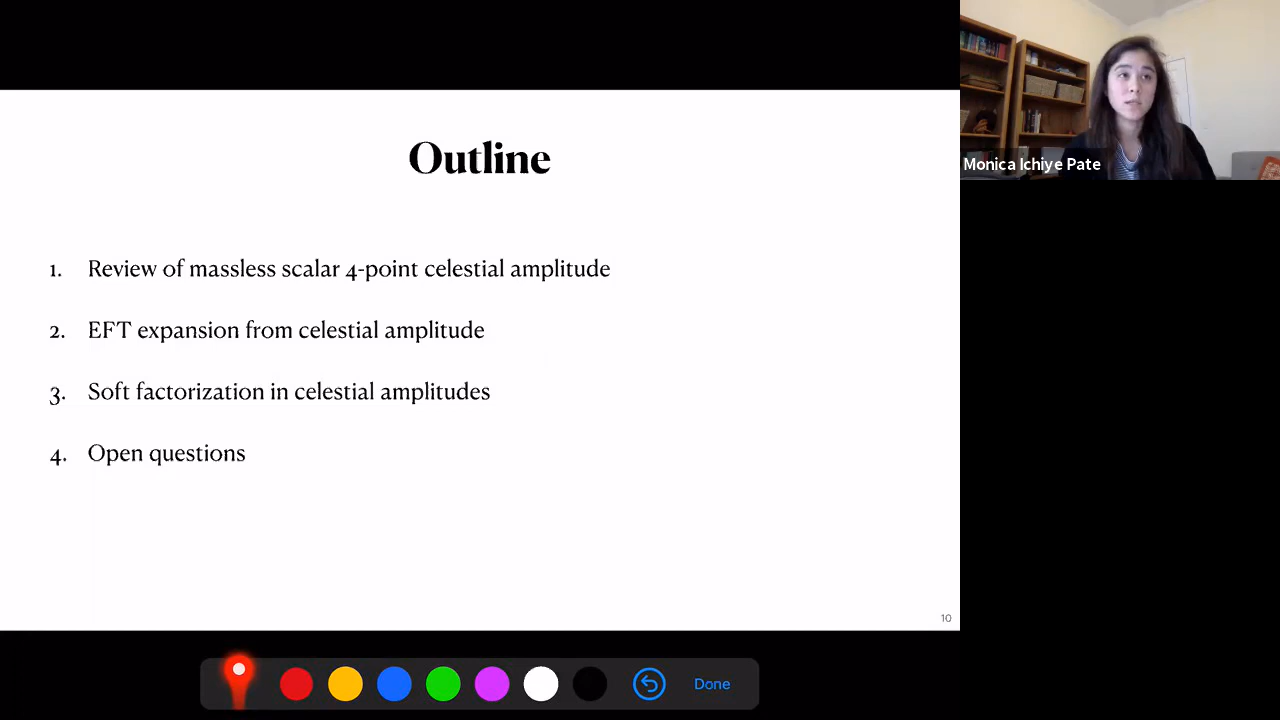 Outline
1. Review of massless scalar 4-point celestial amplitude
2. EFT expansion from celestial amplitude
3. Soft factorization in celestial amplitudes
4. Open questions
10
Done
Monica Ichiye Pate